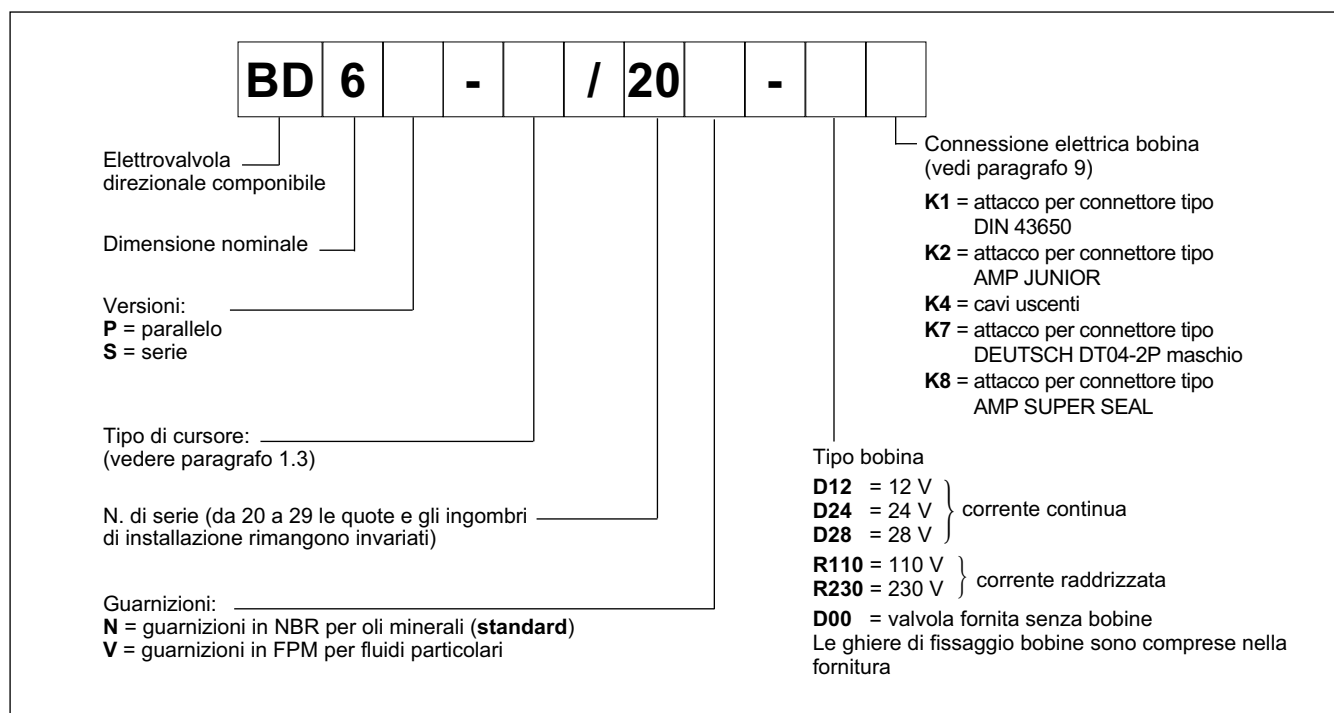 BD 6 - / 20 -
Elettrovalvola
direzionale componibile
Dimensione nominale
Versioni:
P = parallelo
S = serie
Tipo di cursore:
(vedere paragrafo 1.3)
N. di serie (da 20 a 29 le quote e gli ingombri
di installazione rimangono invariati)
Guarnizioni:
N = guarnizioni in NBR per oli minerali (standard)
V = guarnizioni in FPM per fluidi particolari
Connessione elettrica bobina
(vedi paragrafo 9)
K1 = attacco per connettore tipo
DIN 43650
K2 = attacco per connettore tipo
AMP JUNIOR
K4 = cavi uscenti
K7 = attacco per connettore tipo
DEUTSCH DT04-2P maschio
K8 = attacco per connettore tipo
AMP SUPER SEAL
Tipo bobina
D12 = 12 V
D24 = 24 V
D28 = 28 V
corrente continua
R110 = 110 V
R230 = 230 V
corrente raddrizzata
D00 = valvola fornita senza bobine
Le ghiere di fissaggio bobine sono comprese nella
fornitura